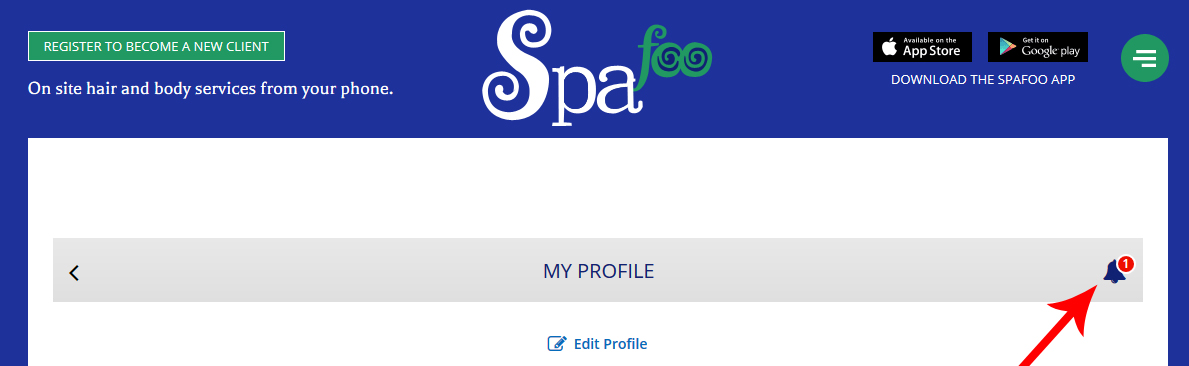 REGISTER TO BECOME A NEW CLIENT
On site hair and body services from your phone.
Spafoo
Available on the
App Store
Get it on
Google play
DOWNLOAD THE SPAFOO APP
MY PROFILE
1
Edit Profile